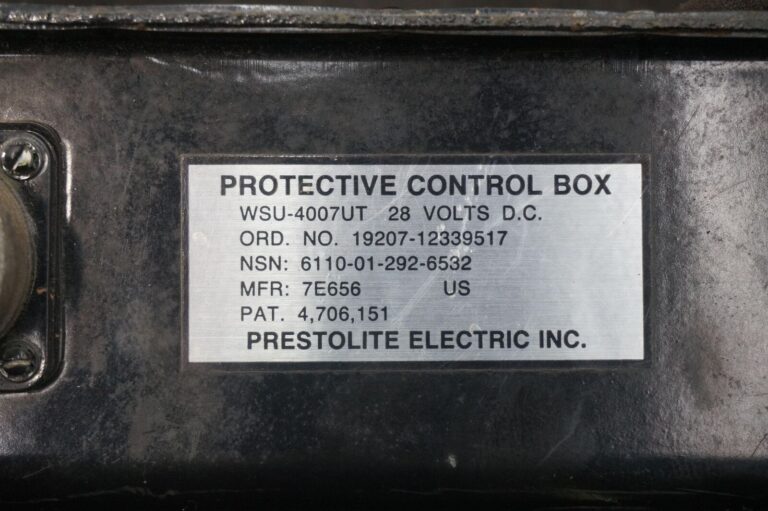 PROTECTIVE CONTROL BOX
WSU-4007UT 28 VOLTS D.C.
ORD. NO. 19207-12339517
NSN: 6110-01-292-6532
MFR: 7E656 US
PAT. 4,706,151
PRESTOLITE ELECTRIC INC.